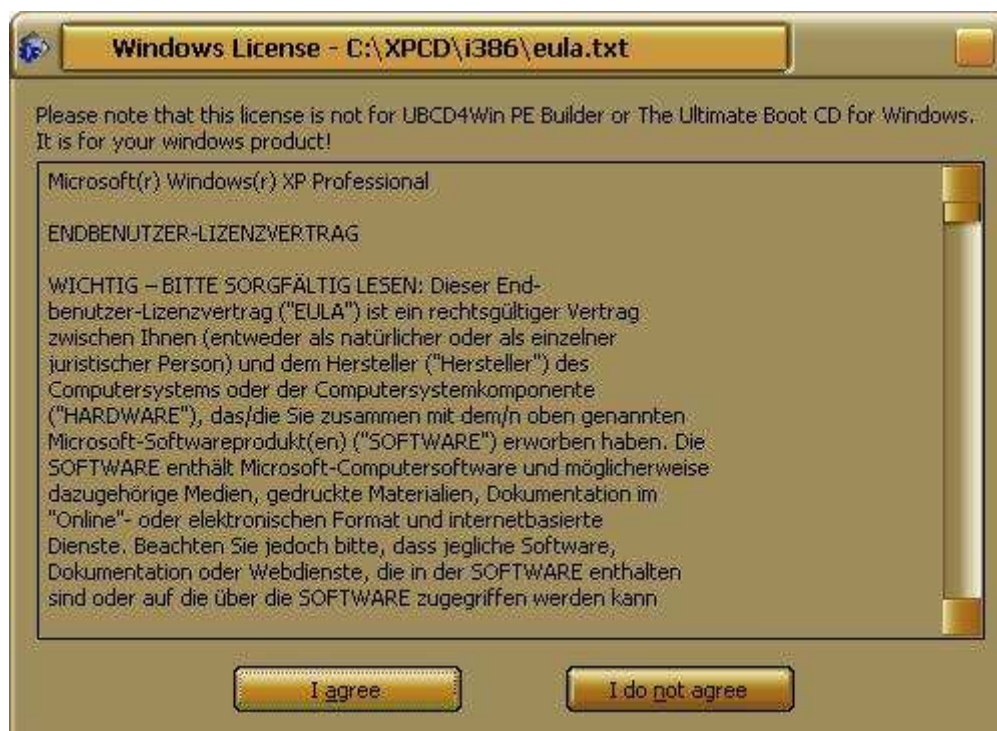 Windows License - C:\XPCD\i386\eula.txt
Please note that this license is not for UBCD4Win PE Builder or The Ultimate Boot CD for Windows.
It is for your windows product!
Microsoft(r) Windows(r) XP Professional
ENDBENUTZER-LIZENZVERTRAG
WICHTIG – BITTE SORGFÄLTIG LESEN: Dieser End-
benutzer-Lizenzvertrag ("EULA") ist ein rechtsgültiger Vertrag
zwischen Ihnen (entweder als natürlicher oder als einzelner
juristischer Person) und dem Hersteller ("Hersteller") des
Computersystems oder der Computersystemkomponente
("HARDWARE"), das/die Sie zusammen mit dem/n oben genannten
Microsoft-Softwareprodukt(en) ("SOFTWARE") erworben haben. Die
SOFTWARE enthält Microsoft-Computersoftware und möglicherweise
dazugehörige Medien, gedruckte Materialien, Dokumentation im
"Online"- oder elektronischen Format und internetbasierte
Dienste. Beachten Sie jedoch bitte, dass jegliche Software,
Dokumentation oder Webdienste, die in der SOFTWARE enthalten
sind oder auf die über die SOFTWARE zugegriffen werden kann
I agree
I do not agree